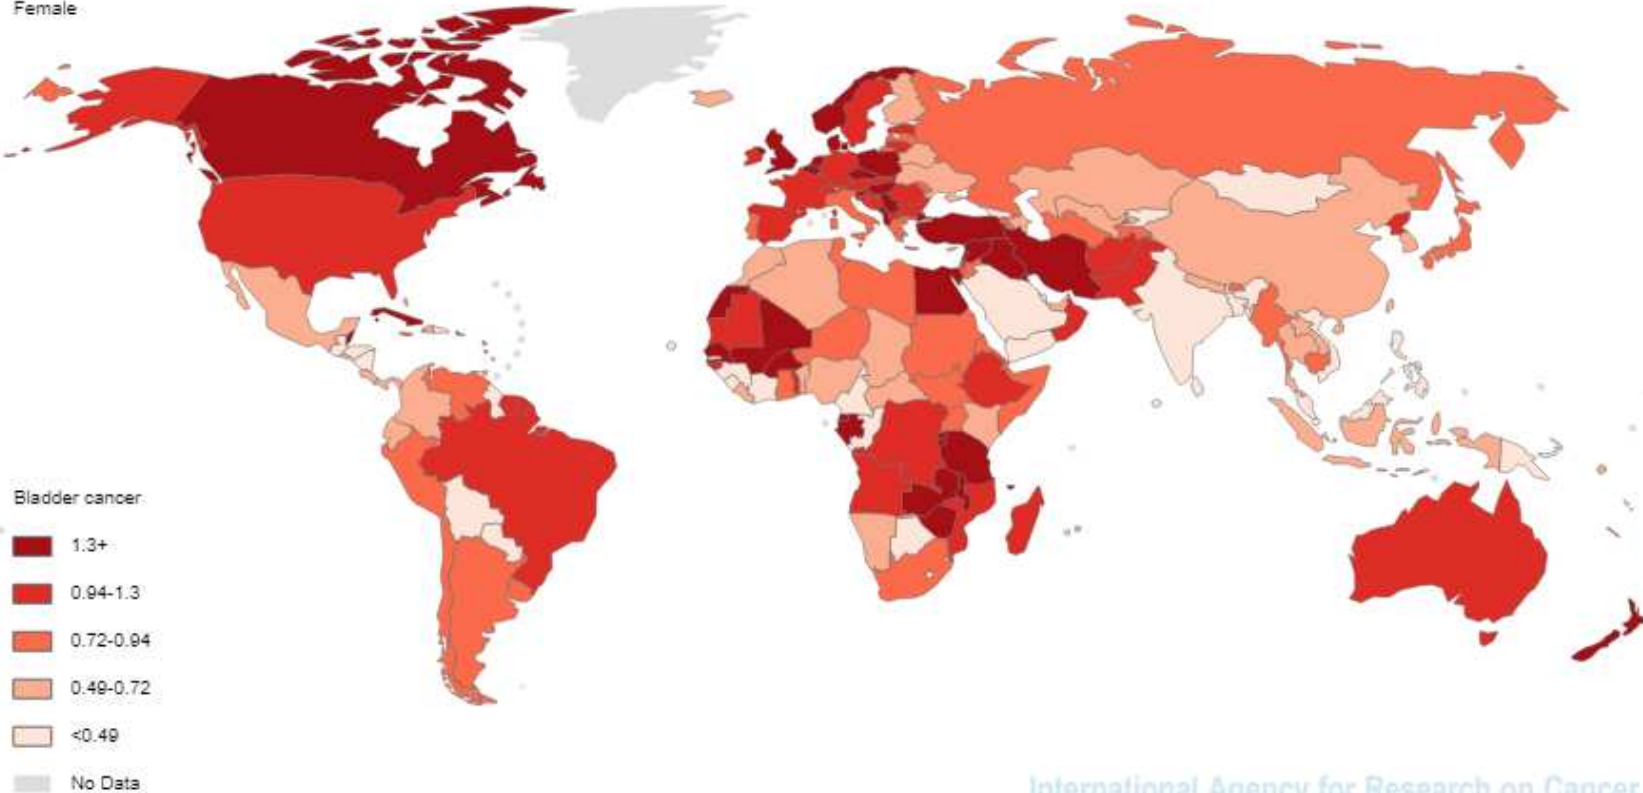 Female
Bladder cancer
1.3+
0.94-1.3
0.72-0.94
0.49-0.72
<0.49
No Data
International Agency for Research on Cancer